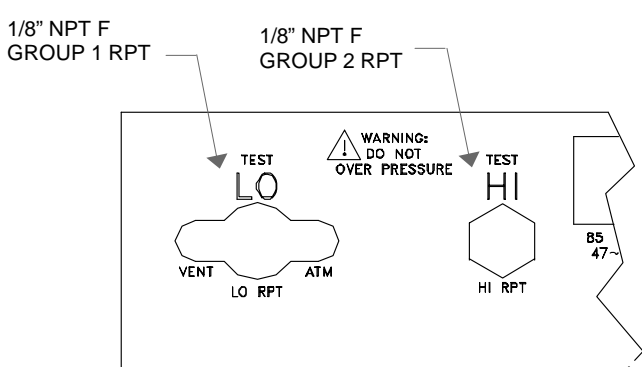 1/8” NPT F
GROUP 1 RPT
1/8” NPT F
GROUP 2 RPT
WARNING:
DO NOT
OVER PRESSURE
TEST
LO
VENT
ATM
LO RPT
TEST
HI
HI RPT
85
47~